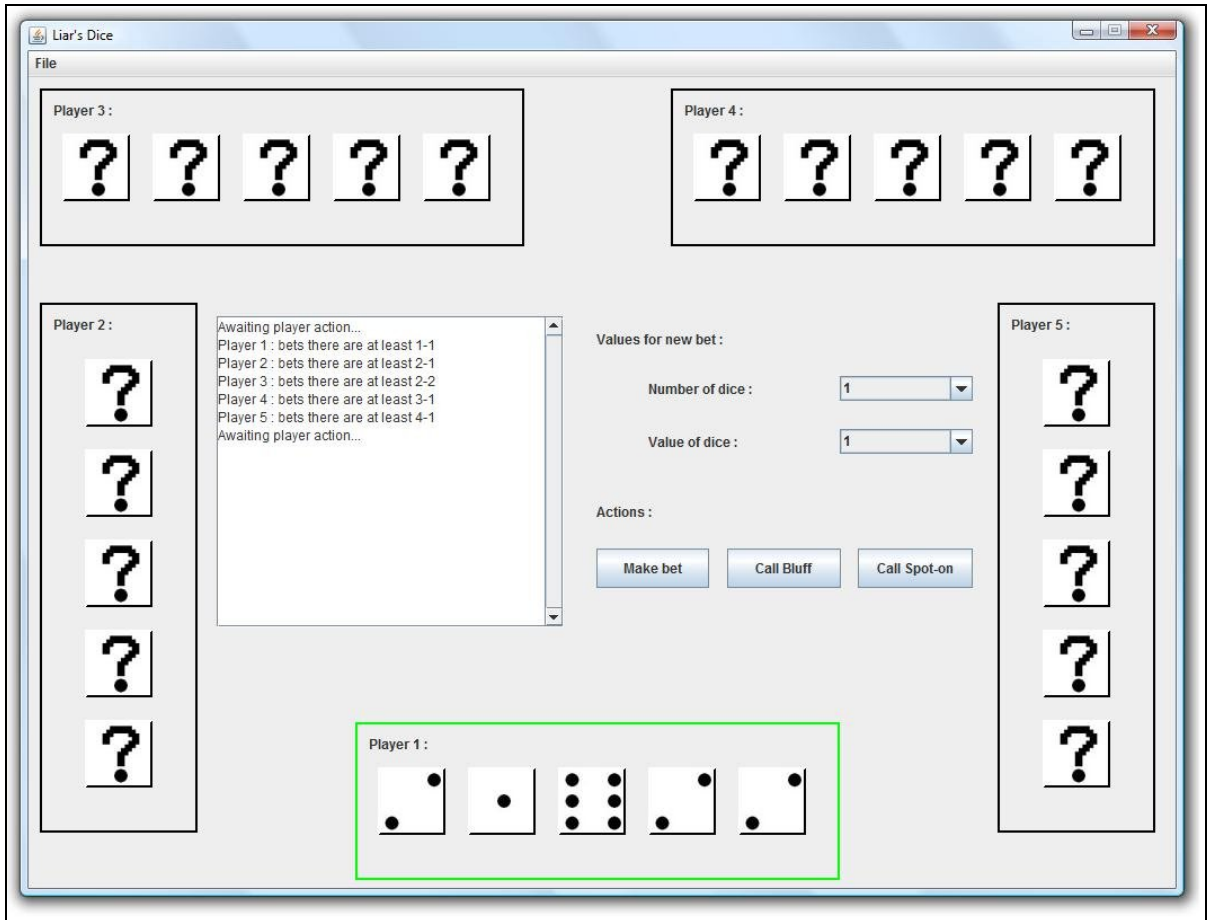 Liar's Dice
File
Player 3 :
? ? ? ? ?
Player 4 :
? ? ? ? ?
Player 2 :
?
?
?
?
?
Awaiting player action...
Player 1 : bets there are at least 1-1
Player 2 : bets there are at least 2-1
Player 3 : bets there are at least 2-2
Player 4 : bets there are at least 3-1
Player 5 : bets there are at least 4-1
Awaiting player action...
Values for new bet :
Number of dice : 1
Value of dice : 1
Actions :
Make bet Call Bluff Call Spot-on
Player 5 :
?
?
?
?
?
Player 1 :